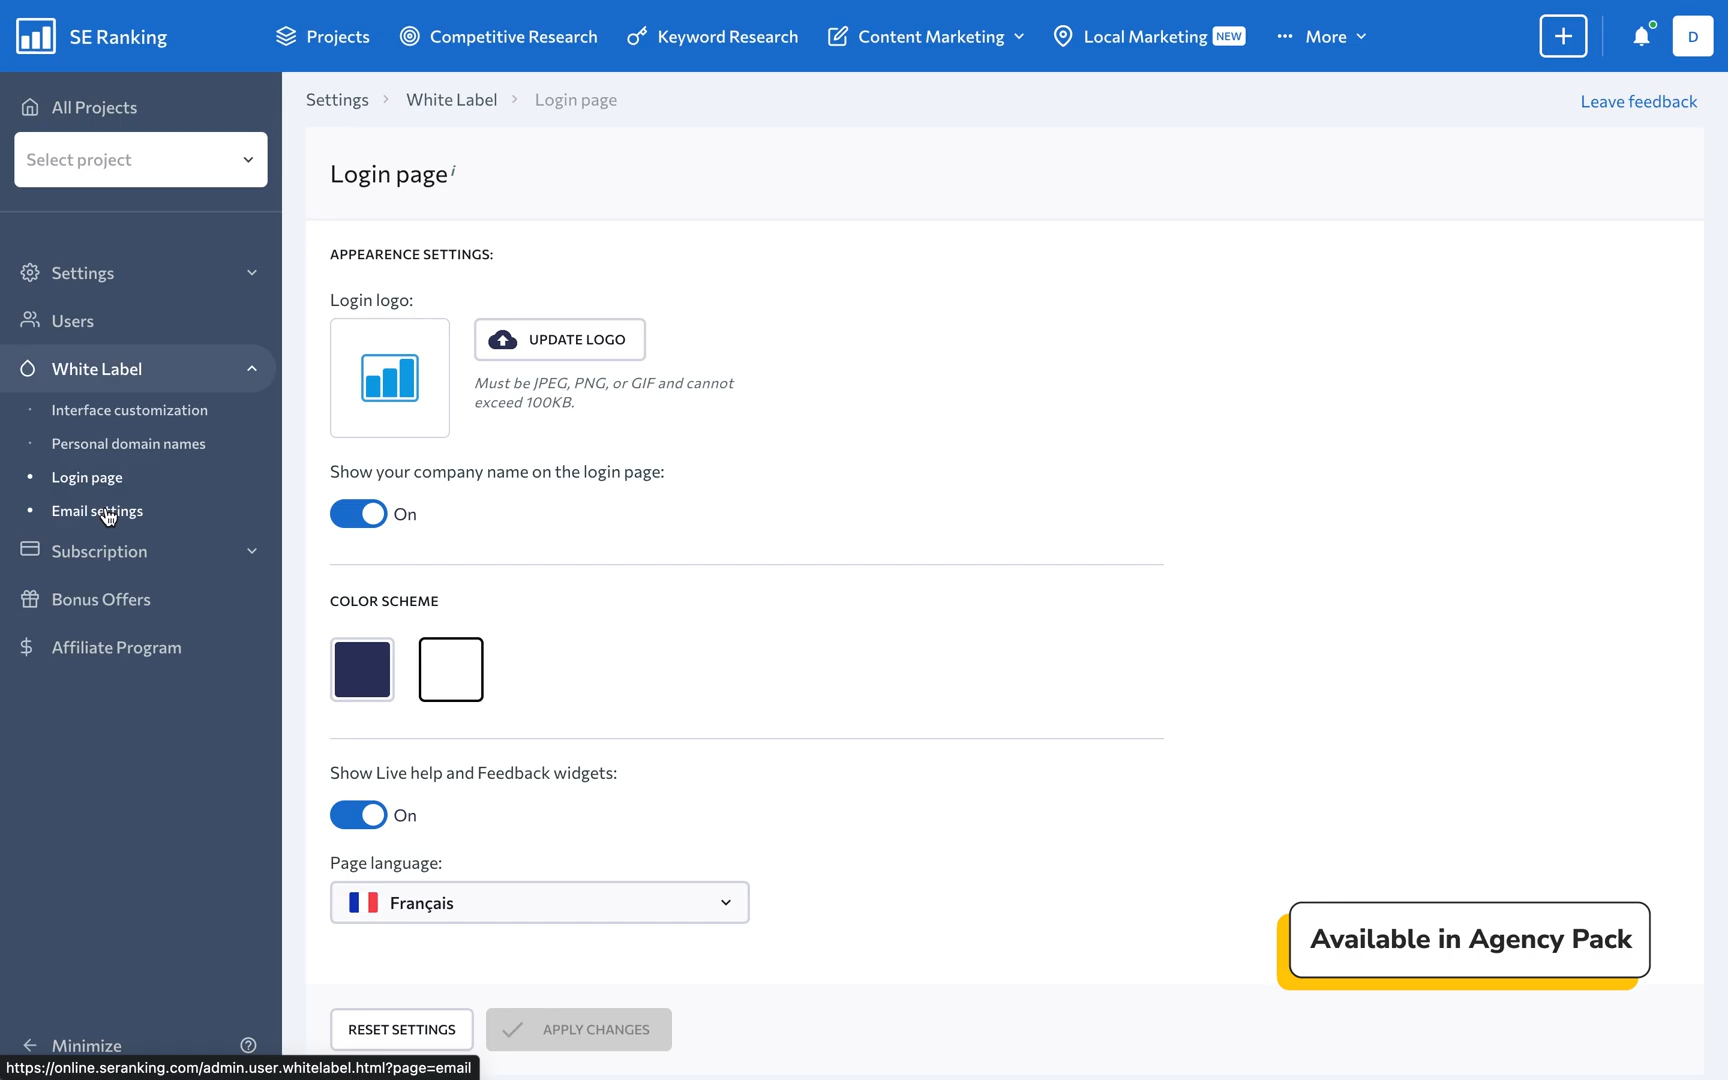 SE Ranking
Projects
Competitive Research
Keyword Research
Content Marketing
Local Marketing NEW
More
D
All Projects
Select project
Settings
Users
White Label
Interface customization
Personal domain names
Login page
Email settings
Subscription
Bonus Offers
Affiliate Program
Minimize
https://online.seranking.com/admin.user.whitelabel.html?page=email
Settings > White Label > Login page
Leave feedback
Login page i
APPEARENCE SETTINGS:
Login logo:
UPDATE LOGO
Must be JPEG, PNG, or GIF and cannot
exceed 100KB.
Show your company name on the login page:
On
COLOR SCHEME
Show Live help and Feedback widgets:
On
Page language:
Français
Available in Agency Pack
RESET SETTINGS
APPLY CHANGES